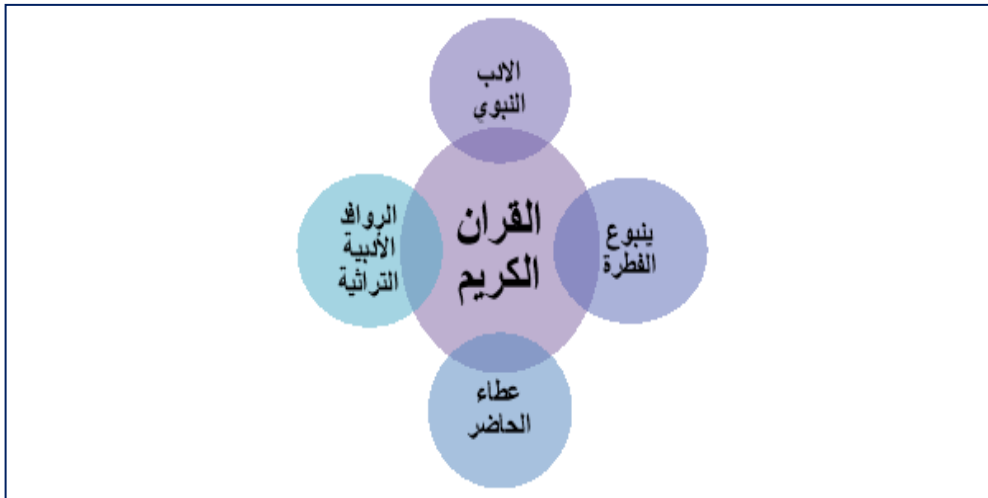 الادب
النبوي
القران
الكريم
ينبوع
الفطرة
الروافد
الأدبية
التراثية
عطاء
الحاضر